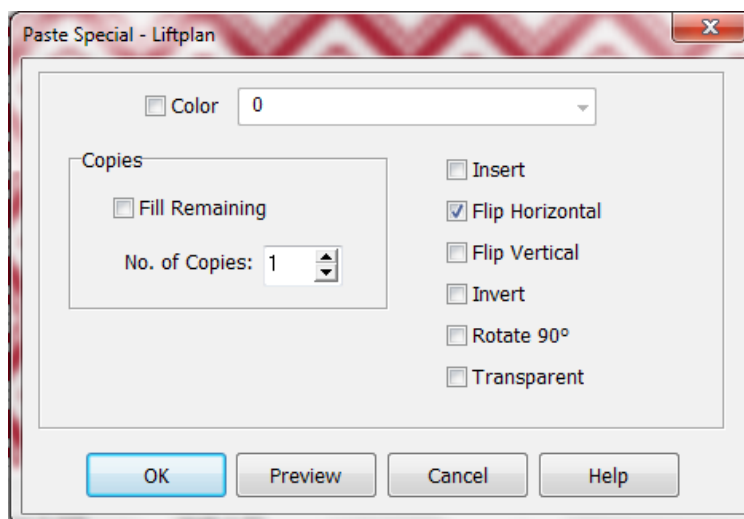 Paste Special - Liftplan
Color 0
Copies
Fill Remaining
No. of Copies: 1
Insert
Flip Horizontal
Flip Vertical
Invert
Rotate 90º
Transparent
OK Preview Cancel Help